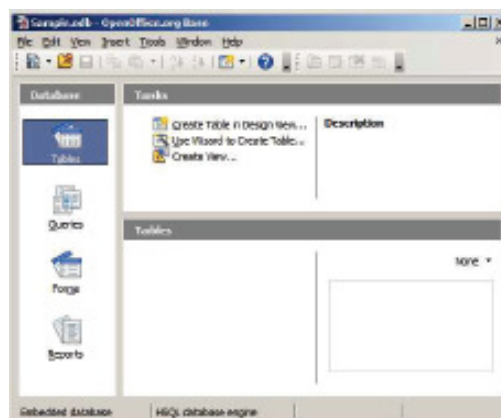 Sample.odb - OpenOffice.org Base
File Edit View Insert Tools Window Help
Database
Tasks
Tables
Queries
Forms
Reports
Create Table in Design View...
Use Wizard to Create Table...
Create View...
Description
Tables
None
Embedded database
HSQL database engine